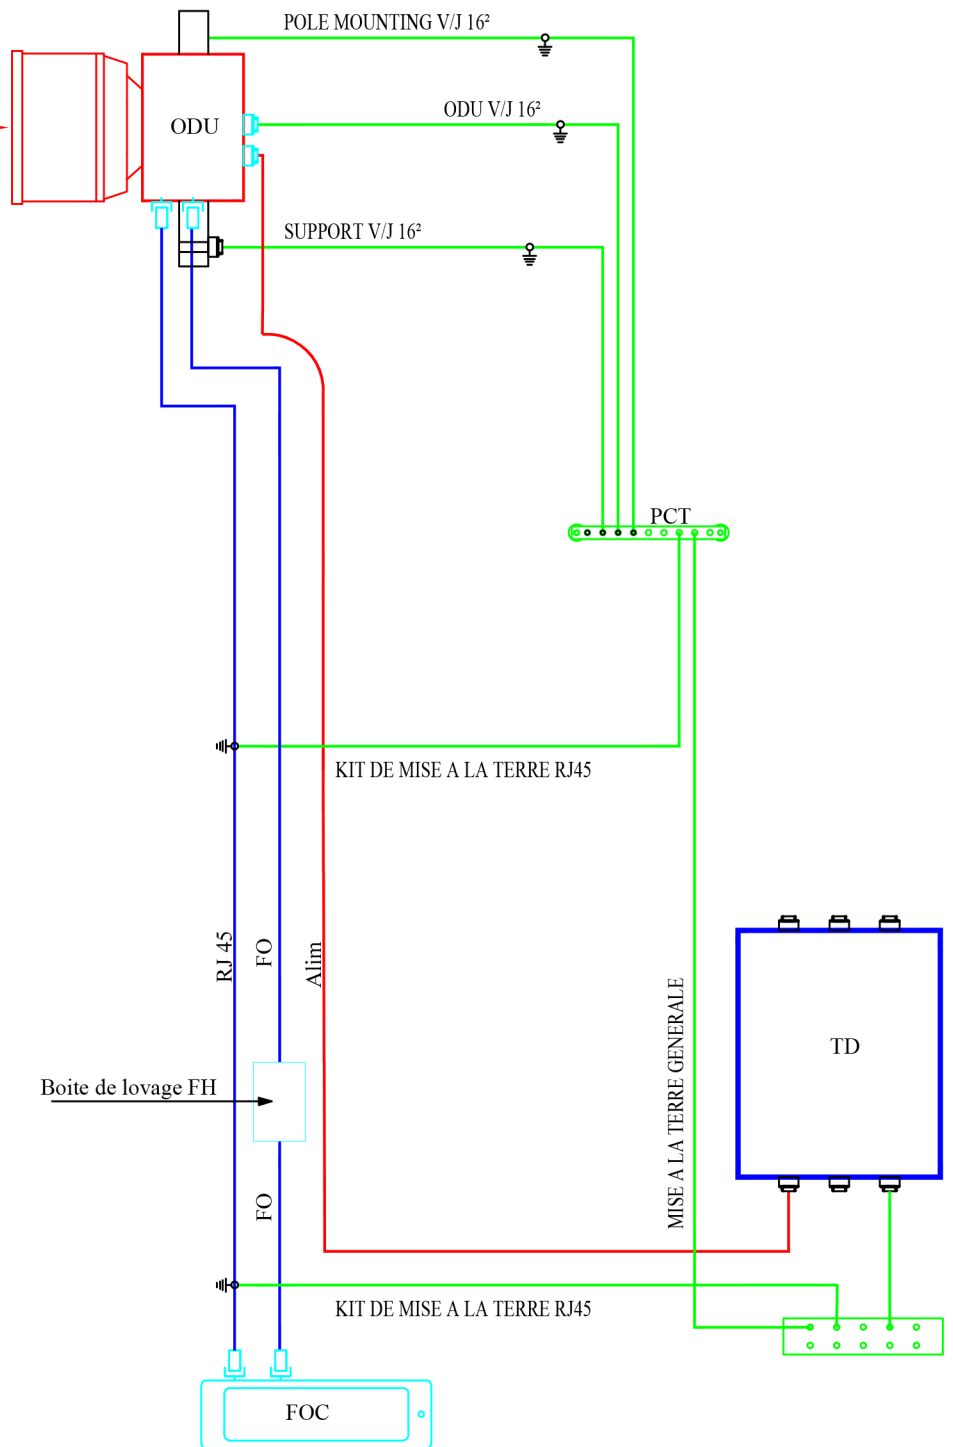 POLE MOUNTING V/J 16²
ODU V/J 16²
ODU
SUPPORT V/J 16²
PCT
KIT DE MISE A LA TERRE RJ45
RJ 45
FO
Alim
MISE A LA TERRE GENERALE
TD
Boite de lovage FH
FO
KIT DE MISE A LA TERRE RJ45
FOC